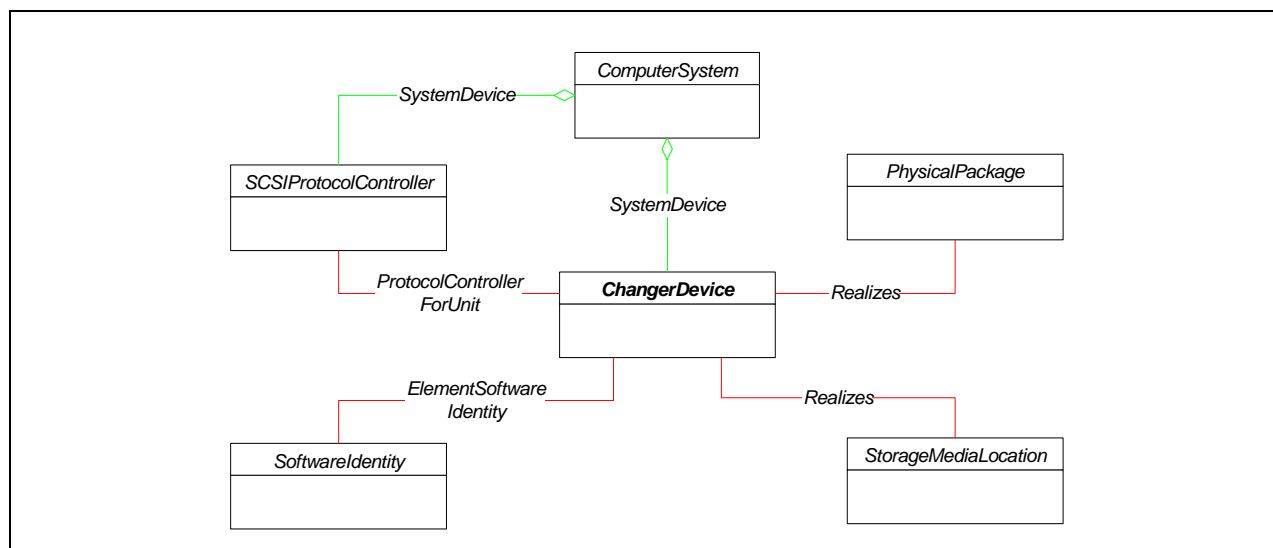 ComputerSystem
SystemDevice
SCSIProtocolController
PhysicalPackage
SystemDevice
ProtocolController
ForUnit
ChangerDevice
Realizes
ElementSoftware
Identity
Realizes
SoftwareIdentity
StorageMediaLocation